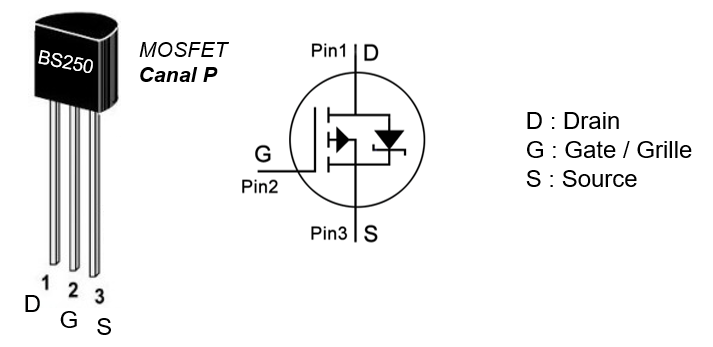 BS250
MOSFET
Canal P
1
2
3
D
G
S
Pin1 D
G
Pin2
Pin3 S
D : Drain
G : Gate / Grille
S : Source